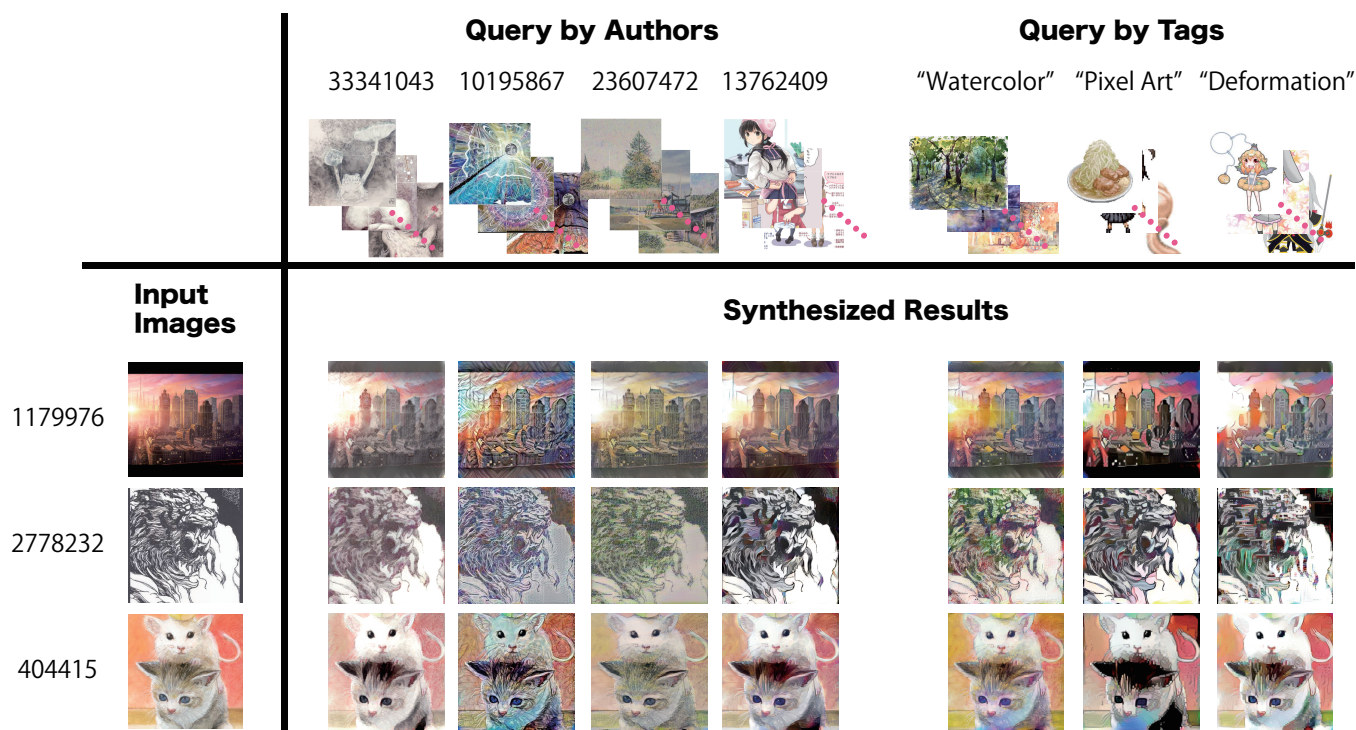 Query by Authors
Query by Tags
33341043
10195867
23607472
13762409
“Watercolor”
“Pixel Art”
“Deformation”
Input
Images
Synthesized Results
1179976
2778232
404415